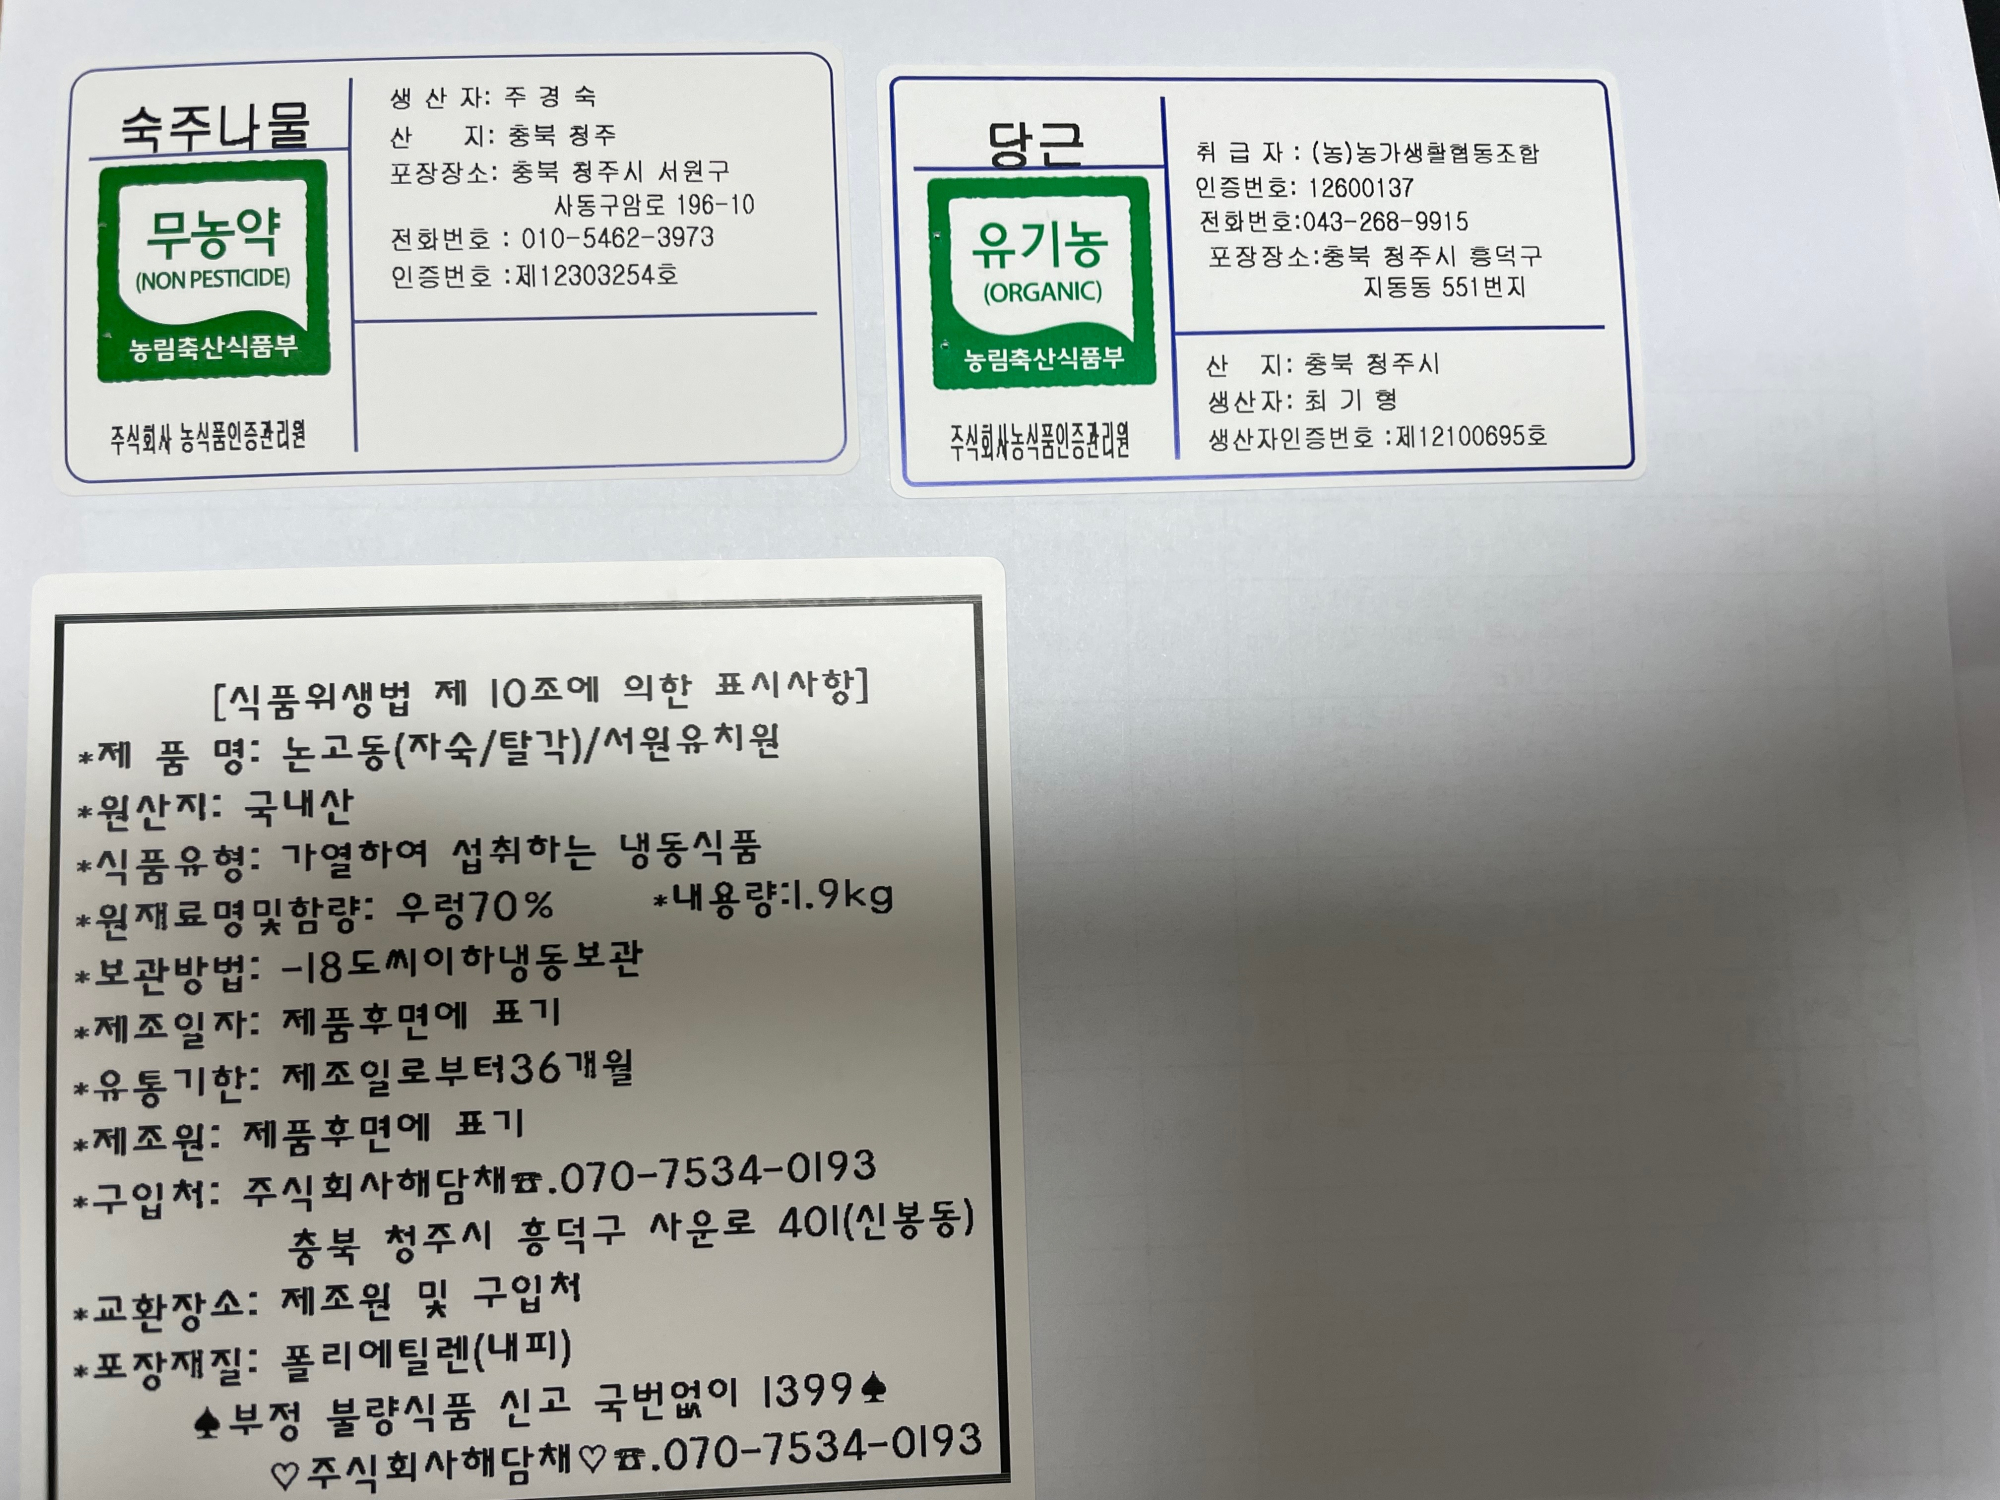 숙주나물
무농약
(NON PESTICIDE)
농림축산식품부
주식회사 농식품인증관리원
생 산 자: 주 경 숙
산 지: 충북 청주
포장장소: 충북 청주시 서원구
사동구암로 196-10
전화번호 : 010-5462-3973
인증번호 :제12303254호
당근
유기농
(ORGANIC)
농림축산식품부
주식회사농식품인증관리원
취 급 자 : (농)농가생활협동조합
인증번호: 12600137
전화번호:043-268-9915
포장장소:충북 청주시 흥덕구
지동동 551번지
산 지: 충북 청주시
생산자: 최 기 형
생산자인증번호 :제12100695호
[식품위생법 제 10조에 의한 표시사항]
*제 품 명: 논고동(자숙/탈각)/서원유치원
*원산지: 국내산
*식품유형: 가열하여 섭취하는 냉동식품
*원재료명및함량: 우렁70% *내용량:1.9kg
*보관방법: -18도씨이하냉동보관
*제조일자: 제품후면에 표기
*유통기한: 제조일로부터36개월
*제조원: 제품후면에 표기
*구입처: 주식회사해담채☎.070-7534-0193
충북 청주시 흥덕구 사운로 401(신봉동)
*교환장소: 제조원 및 구입처
*포장재질: 폴리에틸렌(내피)
♠부정 불량식품 신고 국번없이 1399♠
♡주식회사해담채♡☎.070-7534-0193